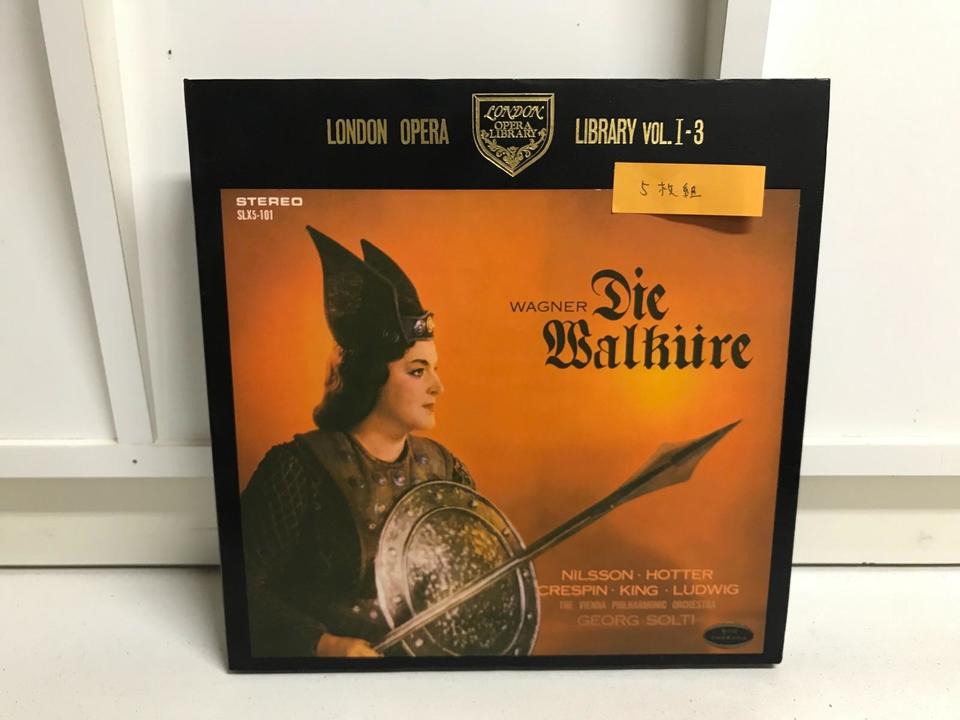 LONDON OPERA
LONDON
OPERA
LIBRARY
LIBRARY VOL.I-3
5枚組
STEREO
SLX5-101
WAGNER Die
Walküre
NILSSON · HOTTER
CRESPIN · KING · LUDWIG
THE VIENNA PHILHARMONIC ORCHESTRA
GEORG SOLTI